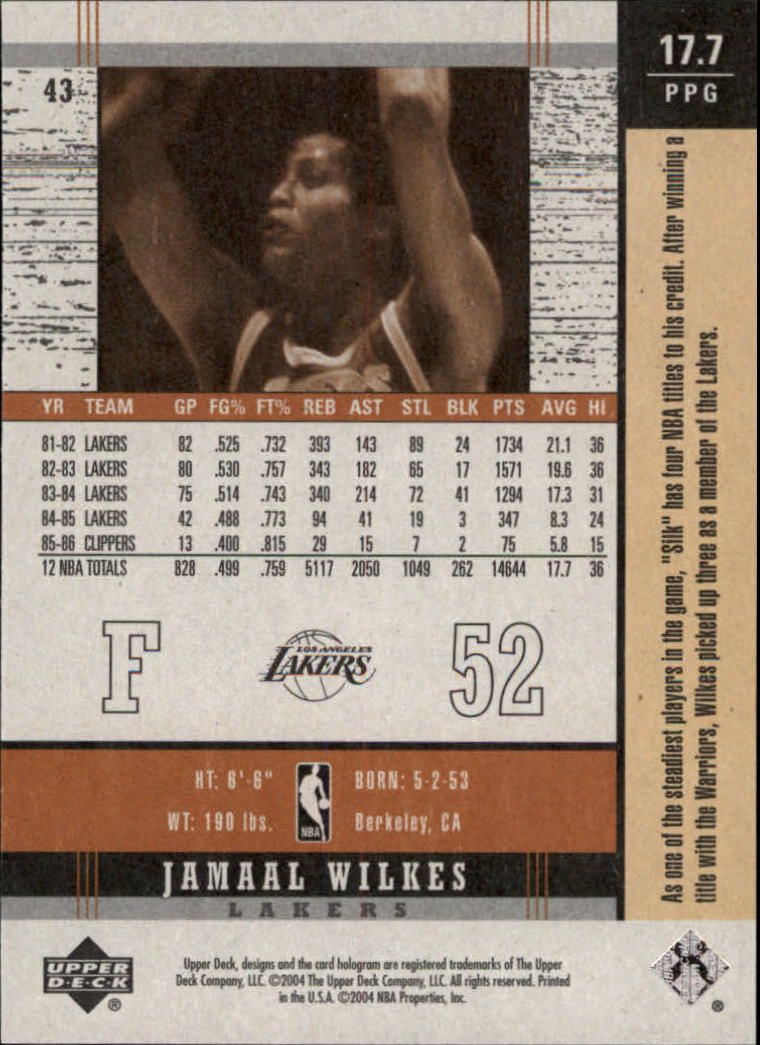 43
17.7
PPG
YR TEAM GP FG% FT% REB AST STL BLK PTS AVG HI
81-82 LAKERS 82 .525 .732 393 143 89 24 1734 21.1 36
82-83 LAKERS 80 .530 .757 343 182 65 17 1571 19.6 36
83-84 LAKERS 75 .514 .743 340 214 72 41 1294 17.3 31
84-85 LAKERS 42 .488 .773 94 41 19 3 347 8.3 24
85-86 CLIPPERS 13 .400 .815 29 15 7 2 75 5.8 15
12 NBA TOTALS 828 .499 .759 5117 2050 1049 262 14644 17.7 36
F
LOS ANGELES
LAKERS
52
HT: 6'-6" BORN: 5-2-53
WT: 190 lbs. Berkeley, CA
NBA
JAMAAL WILKES
LAKERS
As one of the steadiest players in the game, "Silk" has four NBA titles to his credit. After winning a
title with the Warriors, Wilkes picked up three as a member of the Lakers.
UPPER
D·E·C·K
®
Upper Deck, designs and the card hologram are registered trademarks of The Upper
Deck Company, LLC. ©2004 The Upper Deck Company, LLC. All rights reserved. Printed
in the U.S.A. ©2004 NBA Properties, Inc.
®